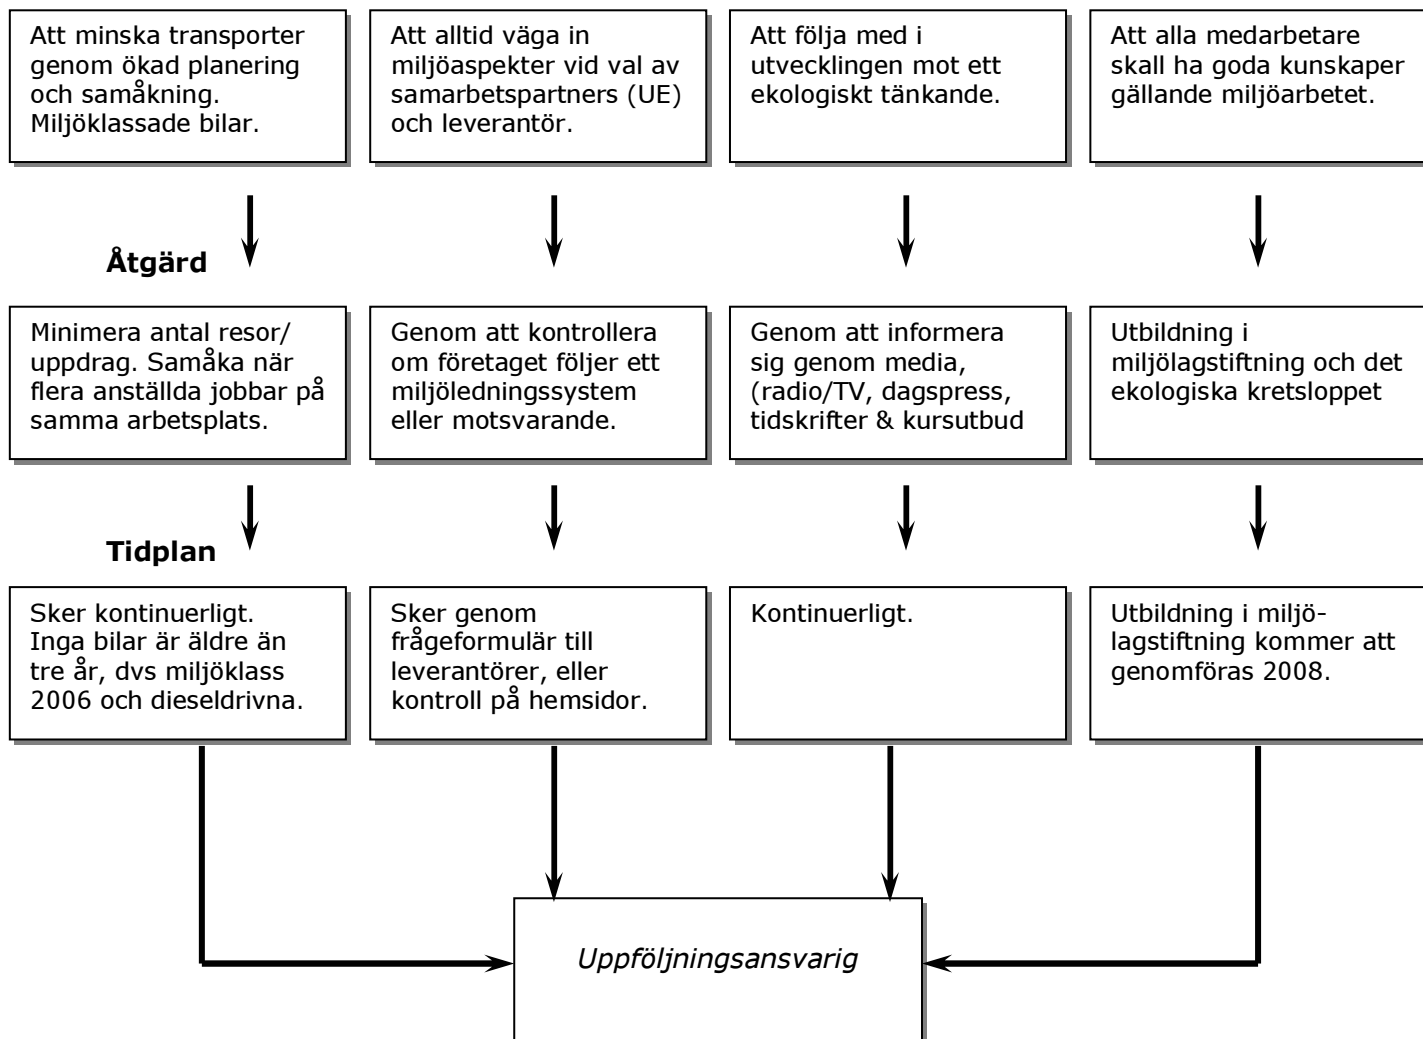 Att minska transporter
genom ökad planering
och samåkning.
Miljöklassade bilar.
Att alltid väga in
miljöaspekter vid val av
samarbetspartners (UE)
och leverantör.
Att följa med i
utvecklingen mot ett
ekologiskt tänkande.
Att alla medarbetare
skall ha goda kunskaper
gällande miljöarbetet.
Åtgärd
Minimera antal resor/
uppdrag. Samåka när
flera anställda jobbar på
samma arbetsplats.
Genom att kontrollera
om företaget följer ett
miljöledningssystem
eller motsvarande.
Genom att informera
sig genom media,
(radio/TV, dagspress,
tidskrifter & kursutbud
Utbildning i
miljölagstiftning och det
ekologiska kretsloppet
Tidplan
Sker kontinuerligt.
Inga bilar är äldre än
tre år, dvs miljöklass
2006 och dieseldrivna.
Sker genom
frågeformulär till
leverantörer, eller
kontroll på hemsidor.
Kontinuerligt.
Utbildning i miljö-
lagstiftning kommer att
genomföras 2008.
Uppföljningsansvarig